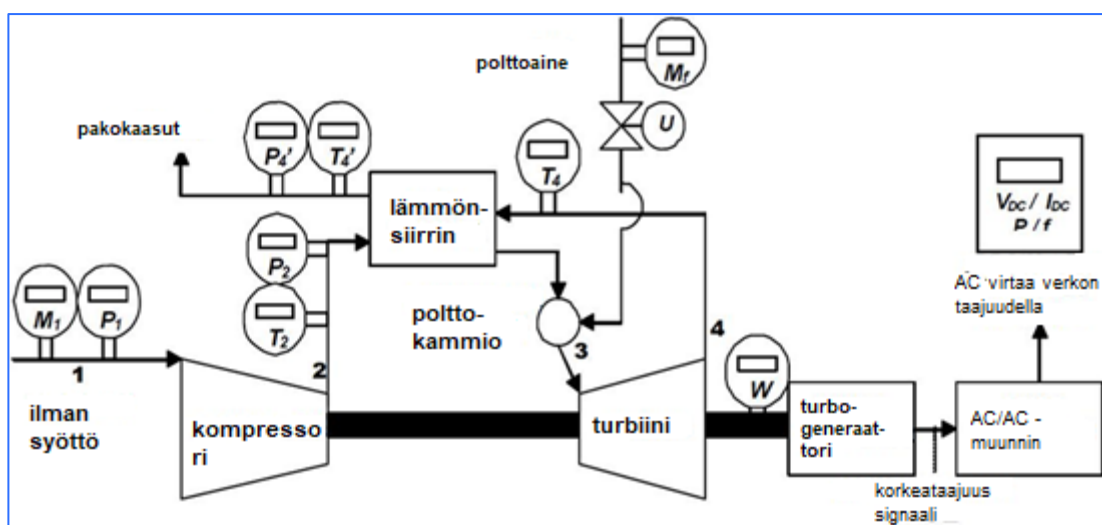 polttoaine
Mf
U
pakokaasut
P4'
T4'
T4
lämmön-
siirrin
VDC / IDC
P / f
P2
AC virtaa verkon
taajuudella
M1
P1
T2
poltto-
kammio
4
3
1
2
W
ilman
syöttö
kompresso
ri
turbiini
turbo-
generaat-
tori
AC/AC -
muunnin
korkeataajuus
signaali